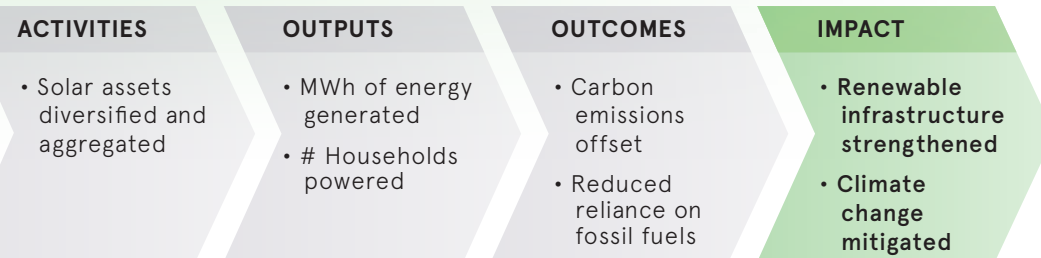 ACTIVITIES
• Solar assets
diversified and
aggregated
OUTPUTS
• MWh of energy
generated
• # Households
powered
OUTCOMES
• Carbon
emissions
offset
• Reduced
reliance on
fossil fuels
IMPACT
• Renewable
infrastructure
strengthened
• Climate
change
mitigated